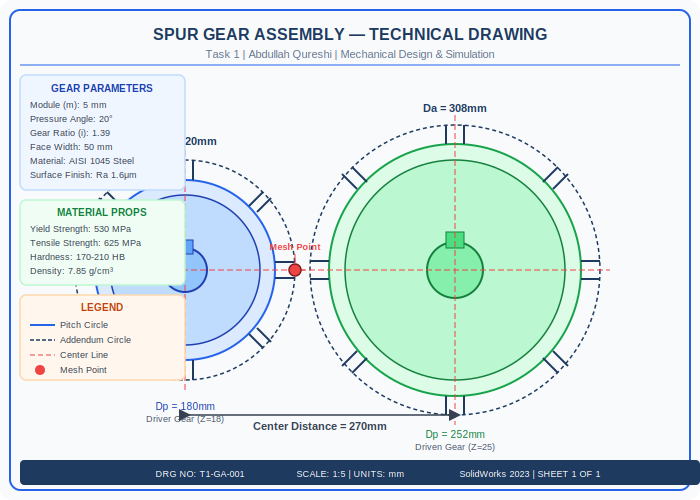 SPUR GEAR ASSEMBLY — TECHNICAL DRAWING
Task 1 | Abdullah Qureshi | Mechanical Design & Simulation
GEAR PARAMETERS
Module (m): 5 mm
Pressure Angle: 20°
Gear Ratio (i): 1.39
Face Width: 50 mm
Material: AISI 1045 Steel
Surface Finish: Ra 1.6μm
MATERIAL PROPS
Yield Strength: 530 MPa
Tensile Strength: 625 MPa
Hardness: 170-210 HB
Density: 7.85 g/cm³
LEGEND
Pitch Circle
Addendum Circle
Center Line
Mesh Point
20mm
Da = 308mm
Mesh Point
Dp = 180mm
Driver Gear (Z=18)
Center Distance = 270mm
Dp = 252mm
Driven Gear (Z=25)
DRG NO: T1-GA-001 SCALE: 1:5 | UNITS: mm SolidWorks 2023 | SHEET 1 OF 1